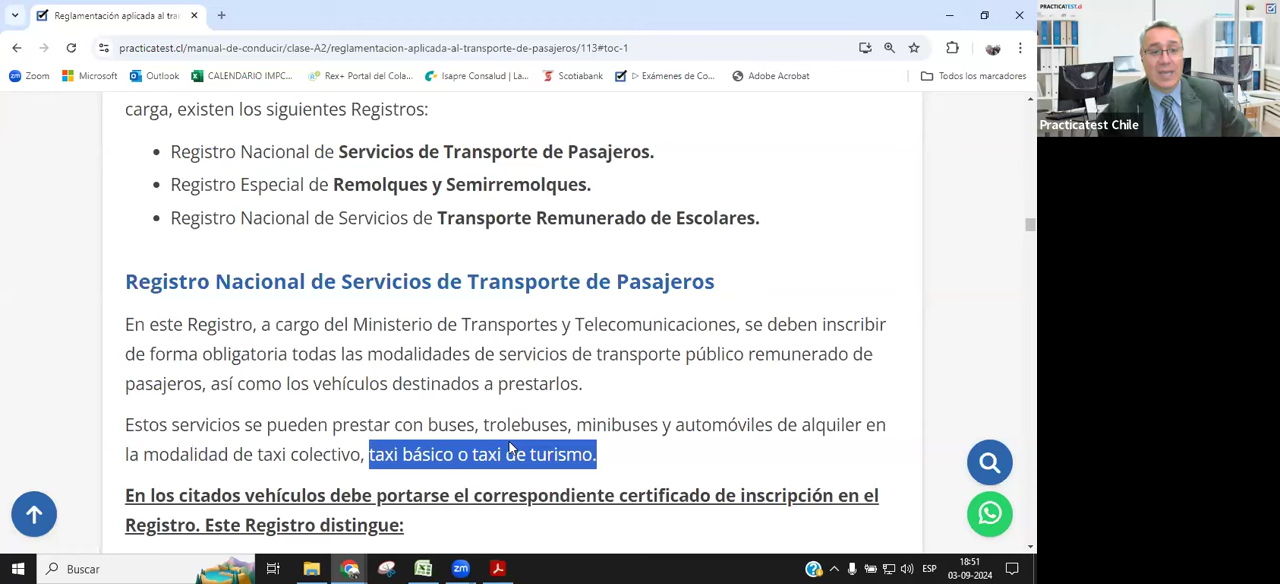 Reglamentación aplicada al tra
practicatest.cl/manual-de-conducir/clase-A2/reglamentacion-aplicada-al-transporte-de-pasajeros/113#toc-1
Zoom
Microsoft
Outlook
CALENDARIO IMPC...
Rex+ Portal del Cola...
Isapre Consalud | La...
Scotiabank
▷ Exámenes de Co...
Adobe Acrobat
Todos los marcadores
PRACTICATEST.cl
Practicatest Chile
carga, existen los siguientes Registros:
• Registro Nacional de Servicios de Transporte de Pasajeros.
• Registro Especial de Remolques y Semirremolques.
• Registro Nacional de Servicios de Transporte Remunerado de Escolares.
Registro Nacional de Servicios de Transporte de Pasajeros
En este Registro, a cargo del Ministerio de Transportes y Telecomunicaciones, se deben inscribir
de forma obligatoria todas las modalidades de servicios de transporte público remunerado de
pasajeros, así como los vehículos destinados a prestarlos.
Estos servicios se pueden prestar con buses, trolebuses, minibuses y automóviles de alquiler en
la modalidad de taxi colectivo, taxi básico o taxi de turismo.
En los citados vehículos debe portarse el correspondiente certificado de inscripción en el
Registro. Este Registro distingue:
Buscar
ESP
18:51
03-09-2024